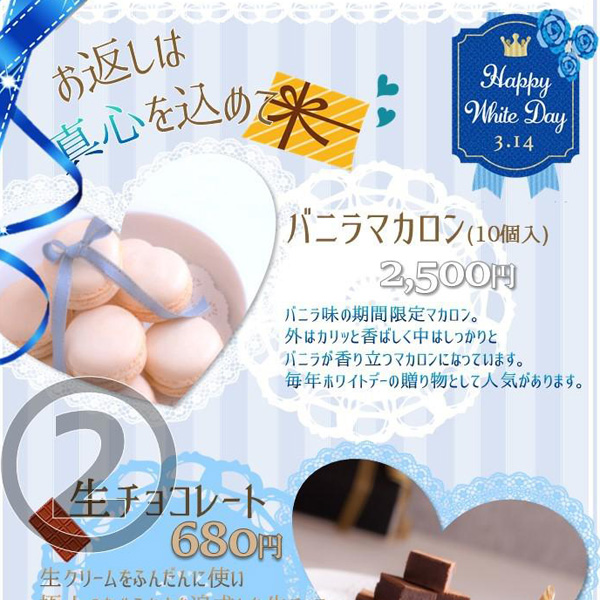 お返しは
真心を込めて
Happy
White Day
3.14
バニラマカロン(10個入)
2,500円
バニラ味の期間限定マカロン。
外はカリッと香ばしく中はしっかりと
バニラが香り立つマカロンになっています。
毎年ホワイトデーの贈り物として人気があります。
2
生チョコレート
680円
生クリームをふんだんに使い